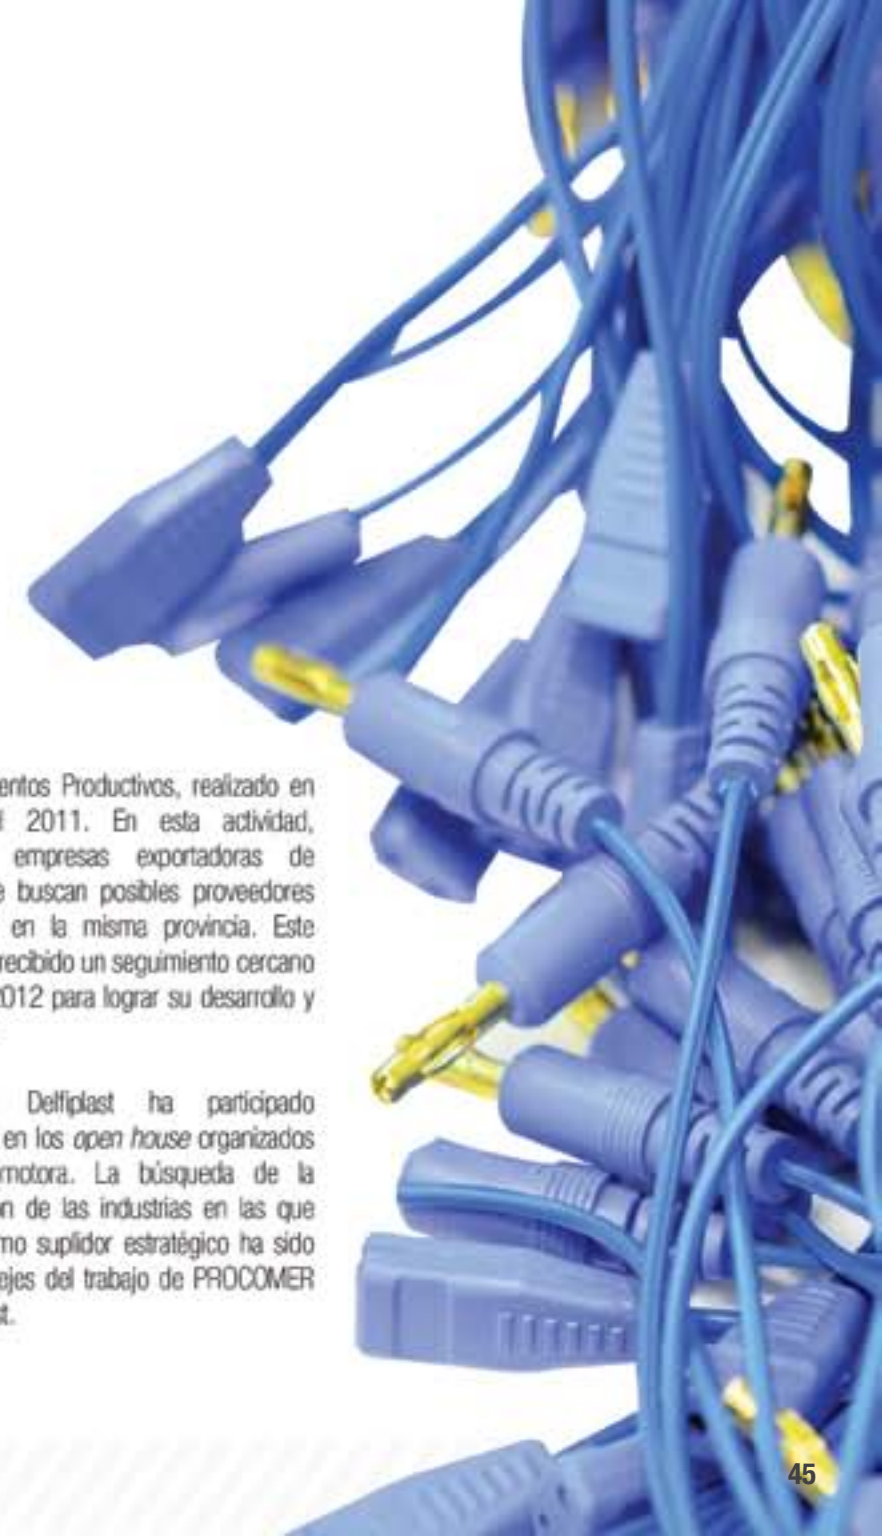 entos Productivos, realizado en
2011. En esta actividad,
empresas exportadoras de
e buscan posibles proveedores
en la misma provincia. Este
recibido un seguimiento cercano
2012 para lograr su desarrollo y
Delfiplast ha participado
en los open house organizados
motora. La búsqueda de la
n de las industrias en las que
mo suplidor estratégico ha sido
ejes del trabajo de PROCOMER
st.
45